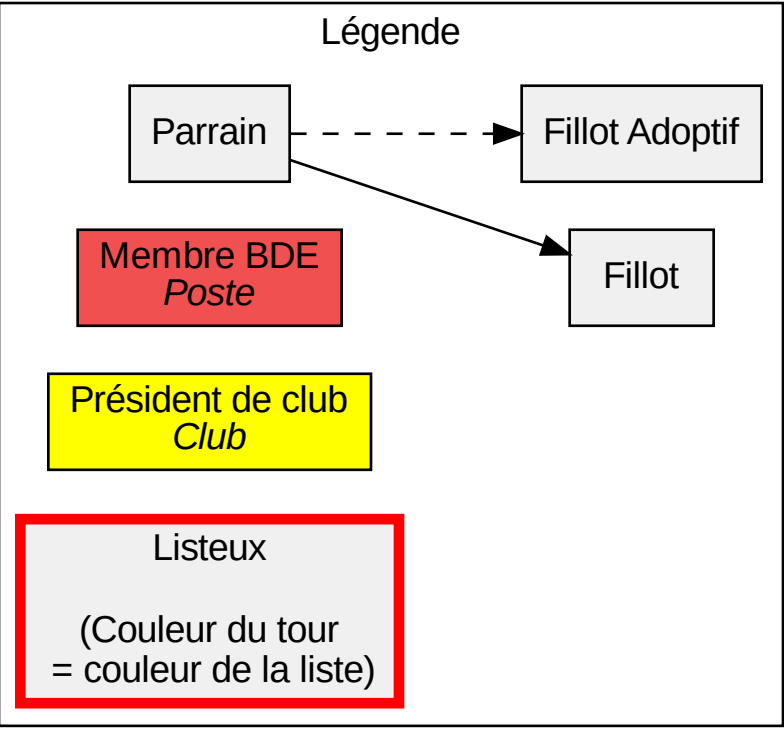 Légende
Parrain
Fillot Adoptif
Membre BDE
Poste
Fillot
Président de club
Club
Listeux
(Couleur du tour
= couleur de la liste)